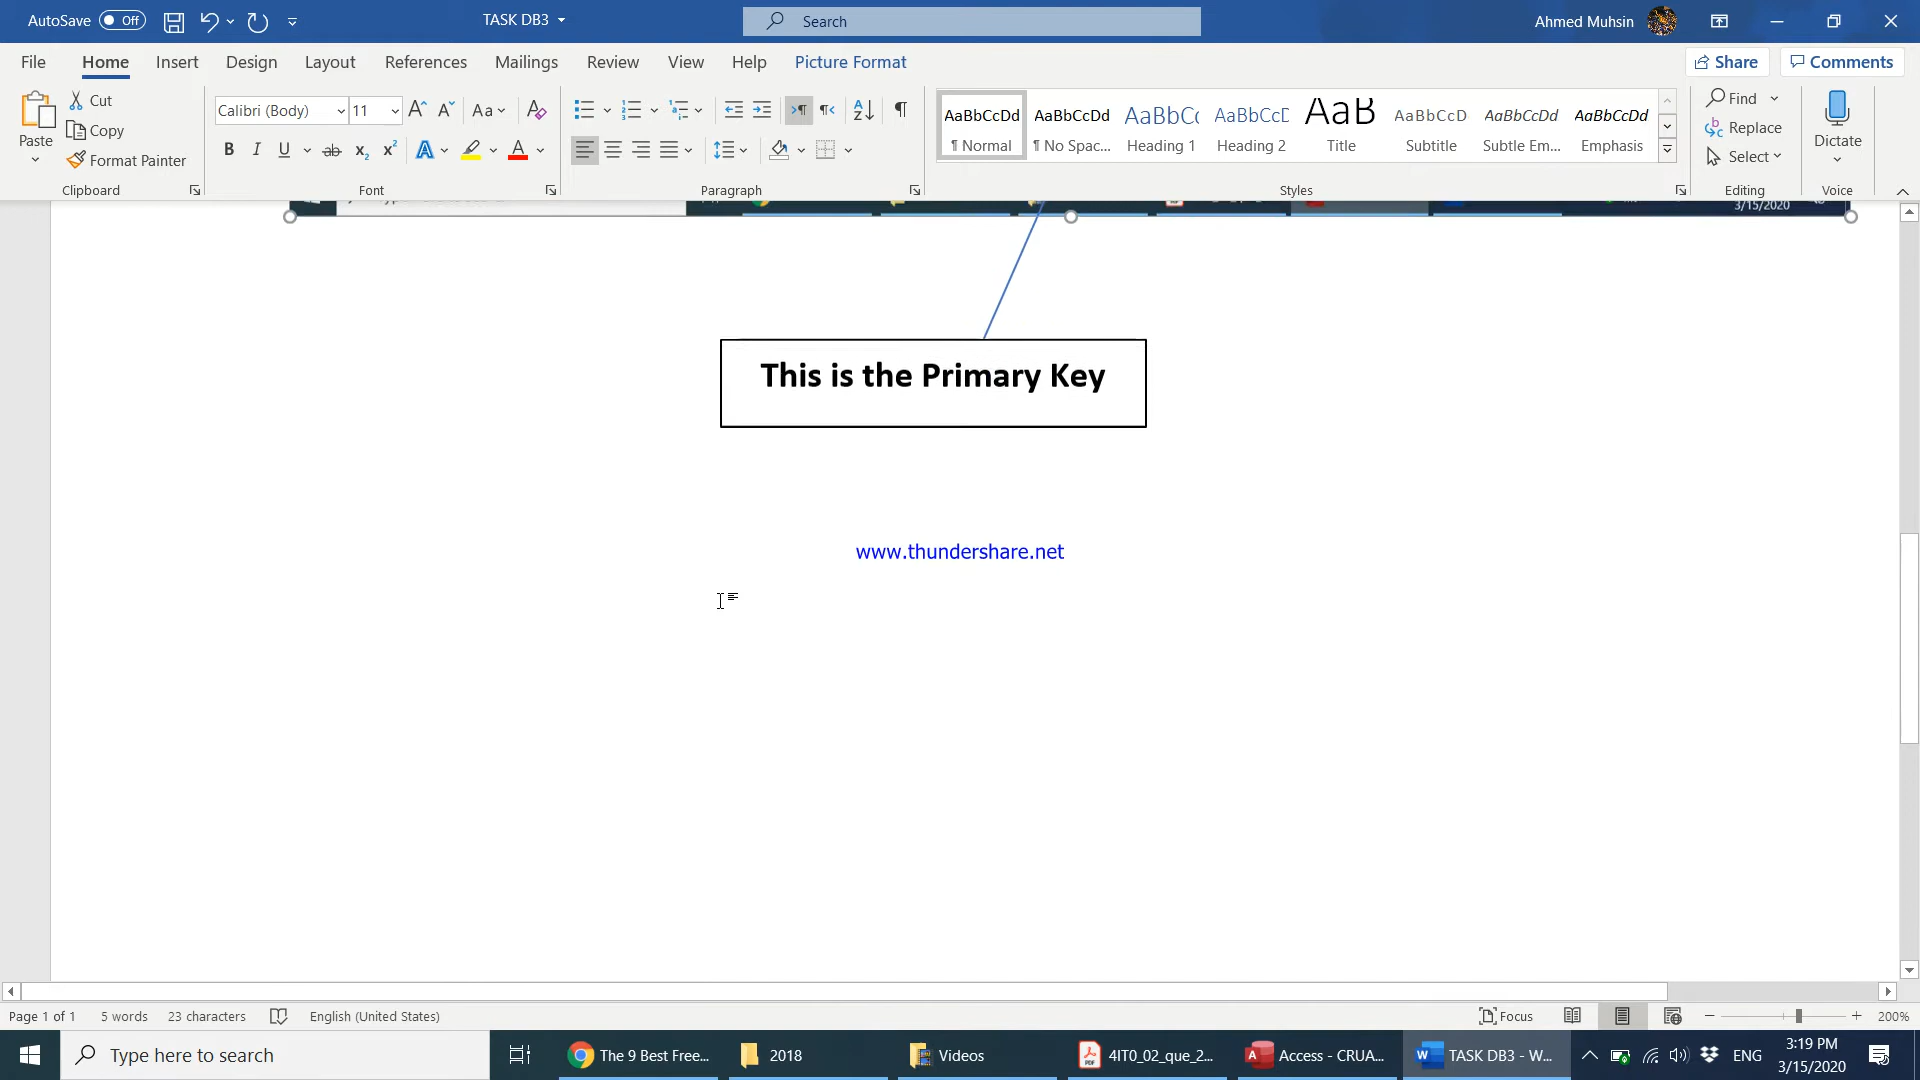 AutoSave Off TASK DB3 Search Ahmed Muhsin
File Home Insert Design Layout References Mailings Review View Help Picture Format Share Comments
Paste Cut Copy Format Painter Clipboard
Calibri (Body) 11 Aa Font
B I U ab x2 x2 A A
Paragraph
AaBbCcDd AaBbCcDd AaBbCc AaBbCcE AaB AaBbCcD AaBbCcDd AaBbCcDd
¶ Normal ¶ No Spac... Heading 1 Heading 2 Title Subtitle Subtle Em... Emphasis
Styles
Find Replace Select Editing
Dictate Voice
3/15/2020
This is the Primary Key
www.thundershare.net
Page 1 of 1 5 words 23 characters English (United States) Focus 200%
Type here to search The 9 Best Free... 2018 Videos 4IT0_02_que_2... Access - CRUA... TASK DB3 - W... ENG 3:19 PM
3/15/2020